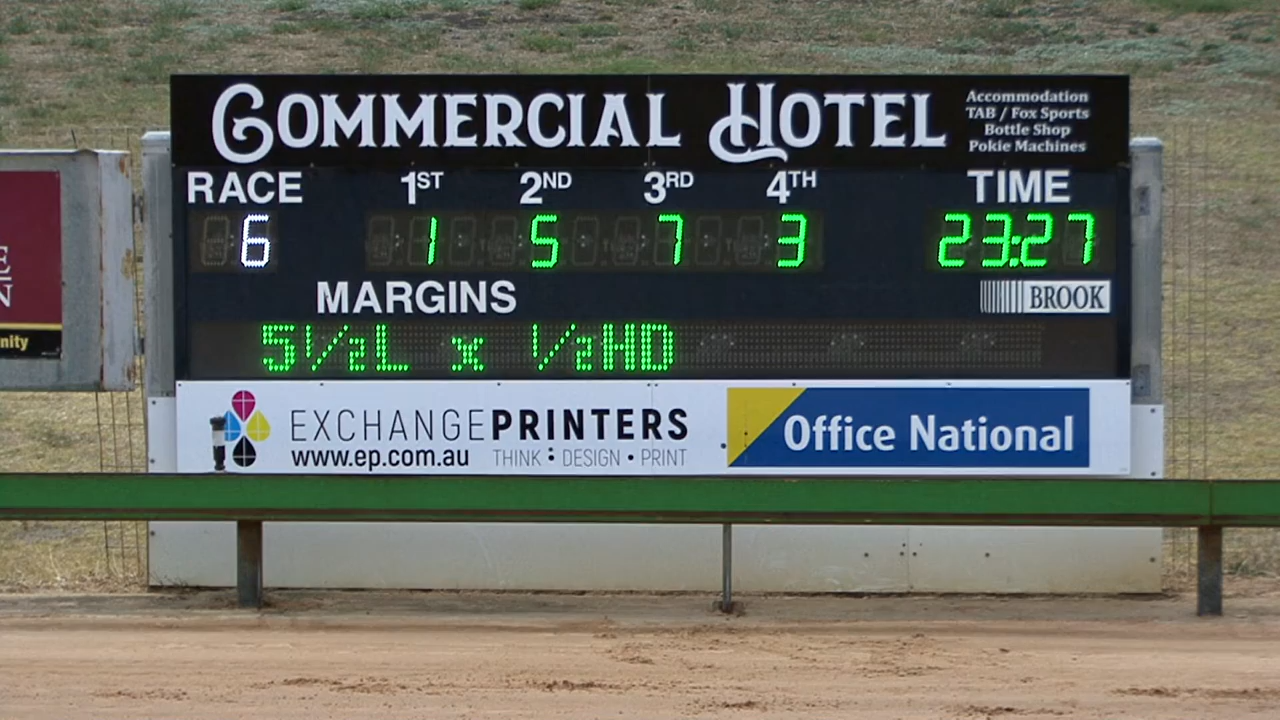 COMMERCIAL HOTEL
Accommodation
TAB / Fox Sports
Bottle Shop
Pokie Machines
RACE 1ST 2ND 3RD 4TH TIME
6 1 5 7 3 23:27
MARGINS
BROOK
5½L x ½HD
EXCHANGEPRINTERS
www.ep.com.au THINK : DESIGN • PRINT
Office National
E
N
nity